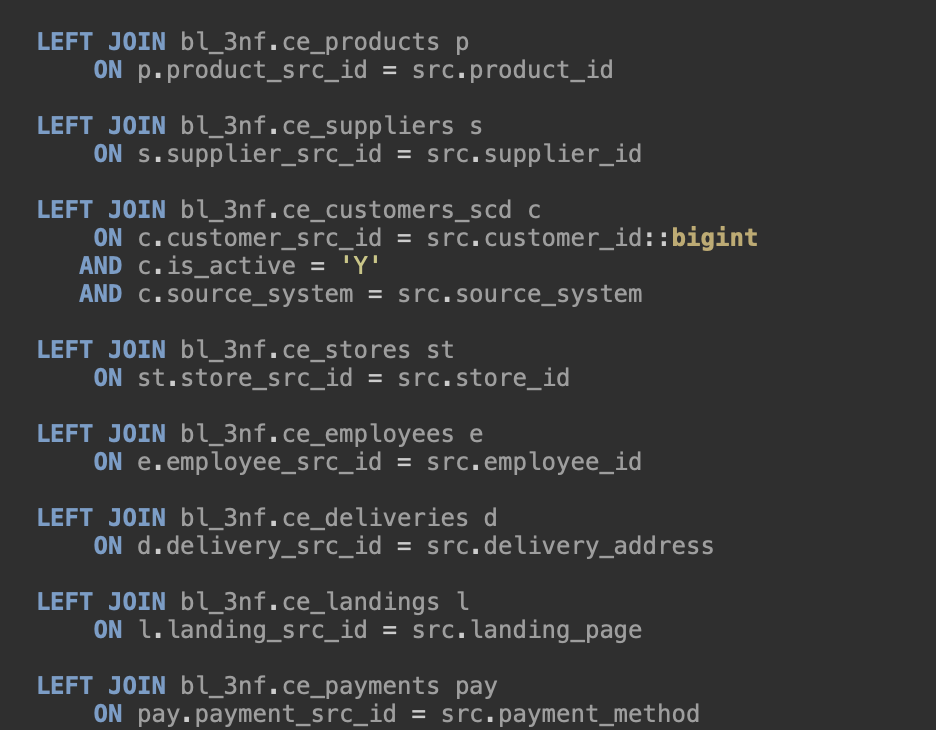 LEFT JOIN bl_3nf.ce_products p
ON p.product_src_id = src.product_id
LEFT JOIN bl_3nf.ce_suppliers s
ON s.supplier_src_id = src.supplier_id
LEFT JOIN bl_3nf.ce_customers_scd c
ON c.customer_src_id = src.customer_id::bigint
AND c.is_active = 'Y'
AND c.source_system = src.source_system
LEFT JOIN bl_3nf.ce_stores st
ON st.store_src_id = src.store_id
LEFT JOIN bl_3nf.ce_employees e
ON e.employee_src_id = src.employee_id
LEFT JOIN bl_3nf.ce_deliveries d
ON d.delivery_src_id = src.delivery_address
LEFT JOIN bl_3nf.ce_landings l
ON l.landing_src_id = src.landing_page
LEFT JOIN bl_3nf.ce_payments pay
ON pay.payment_src_id = src.payment_method